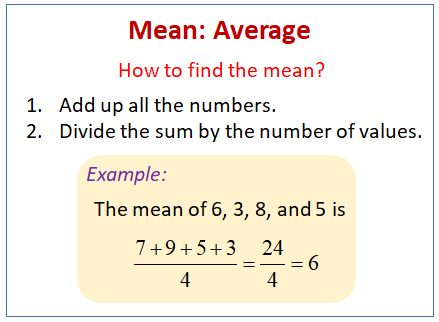 Mean: Average
How to find the mean?
1. Add up all the numbers.
2. Divide the sum by the number of values.
Example:
The mean of 6, 3, 8, and 5 is
7+9+5+3/4 = 24/4 = 6